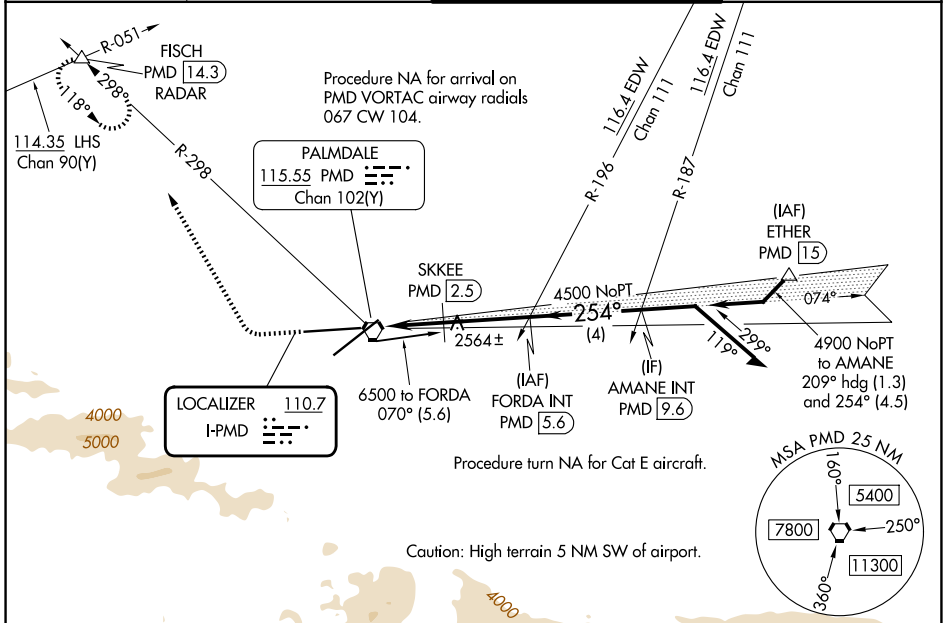 R-051
FISCH
PMD 14.3
RADAR
298°
118°
114.35 LHS
Chan 90(Y)
R-298
Procedure NA for arrival on
PMD VORTAC airway radials
067 CW 104.
PALMDALE
115.55 PMD
Chan 102(Y)
116.4 EDW
Chan 111
R-196
116.4 EDW
Chan 111
R-187
(IAF)
ETHER
PMD 15
SKKEE
PMD 2.5
4500 NoPT
254°
(4)
074°
2564±
299°
119°
4900 NoPT
to AMANE
209° hdg (1.3)
and 254° (4.5)
6500 to FORDA
070° (5.6)
(IAF)
FORDA INT
PMD 5.6
(IF)
AMANE INT
PMD 9.6
LOCALIZER 110.7
I-PMD
4000
5000
Procedure turn NA for Cat E aircraft.
Caution: High terrain 5 NM SW of airport.
4000
MSA PMD 25 NM
160°
5400
7800
250°
11300
360°